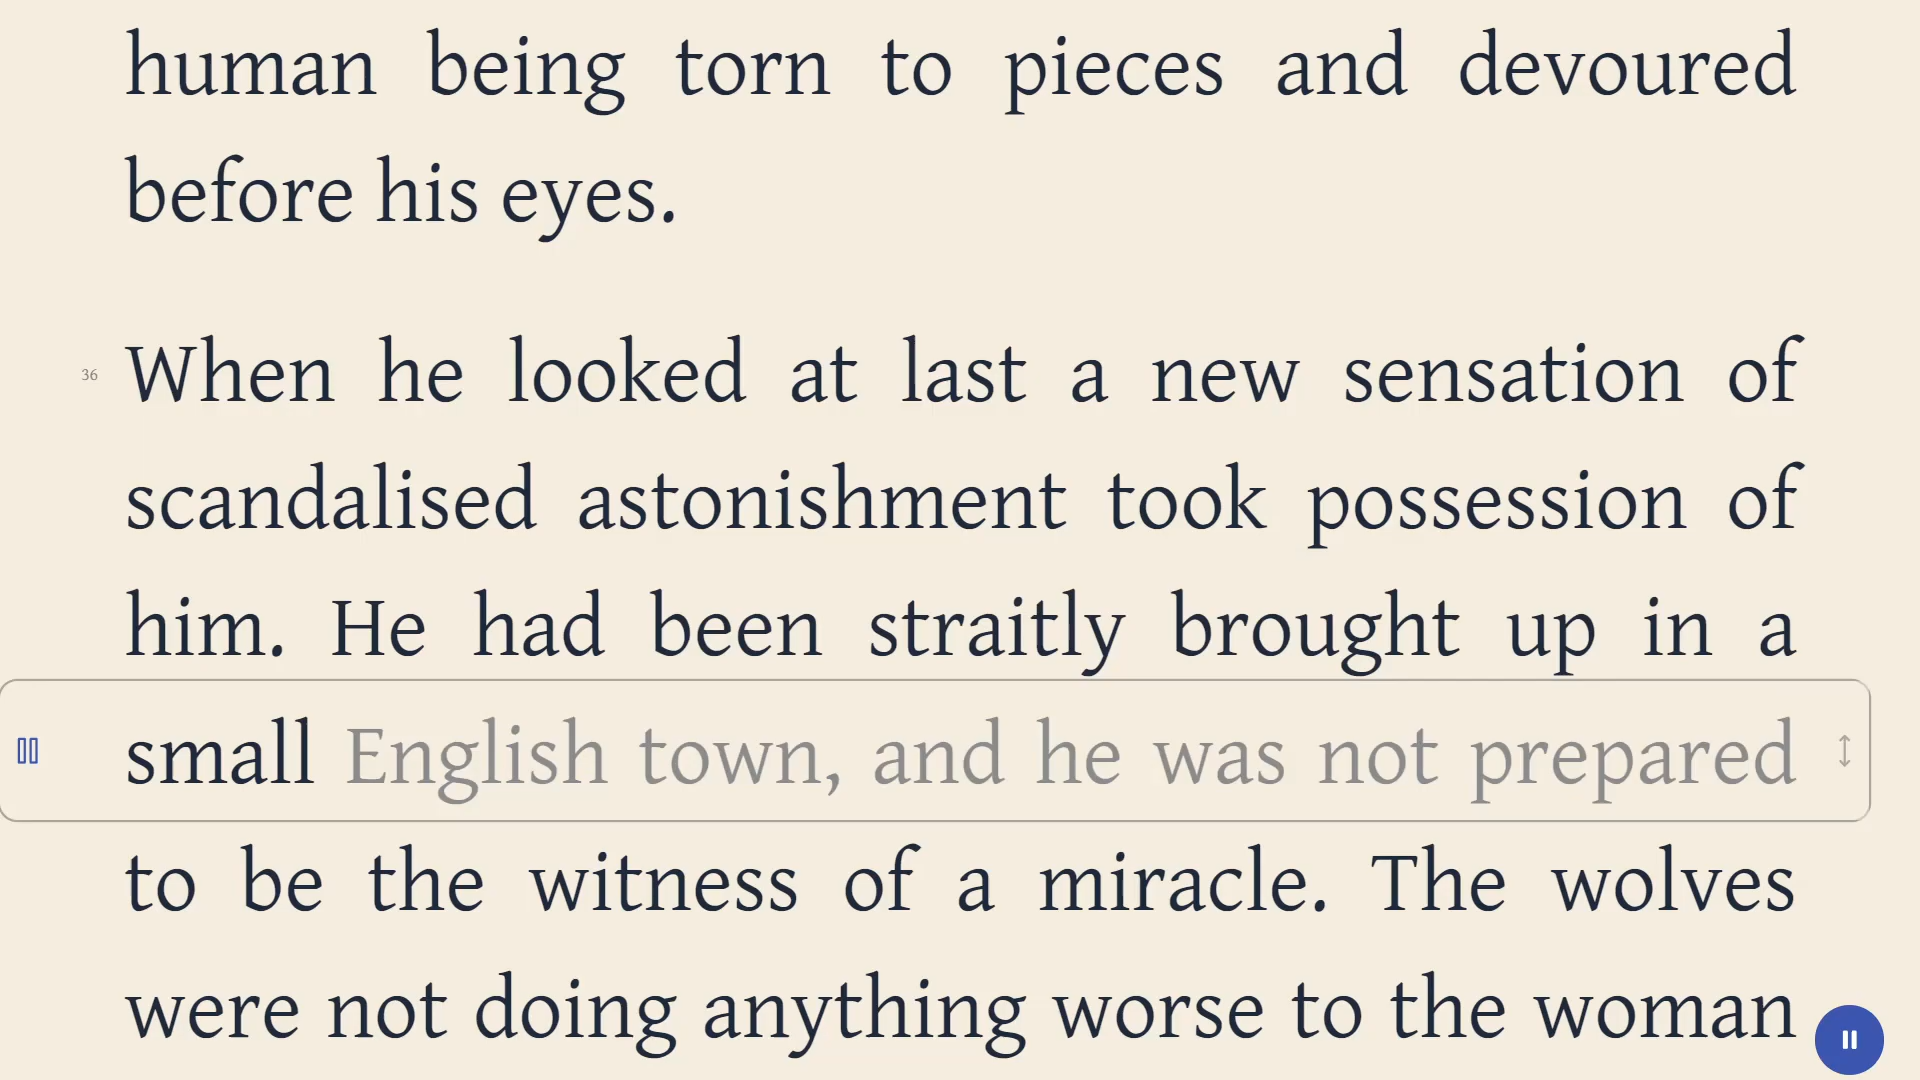 human being torn to pieces and devoured
before his eyes.
36
When he looked at last a new sensation of
scandalised astonishment took possession of
him. He had been straitly brought up in a
small English town, and he was not prepared
to be the witness of a miracle. The wolves
were not doing anything worse to the woman